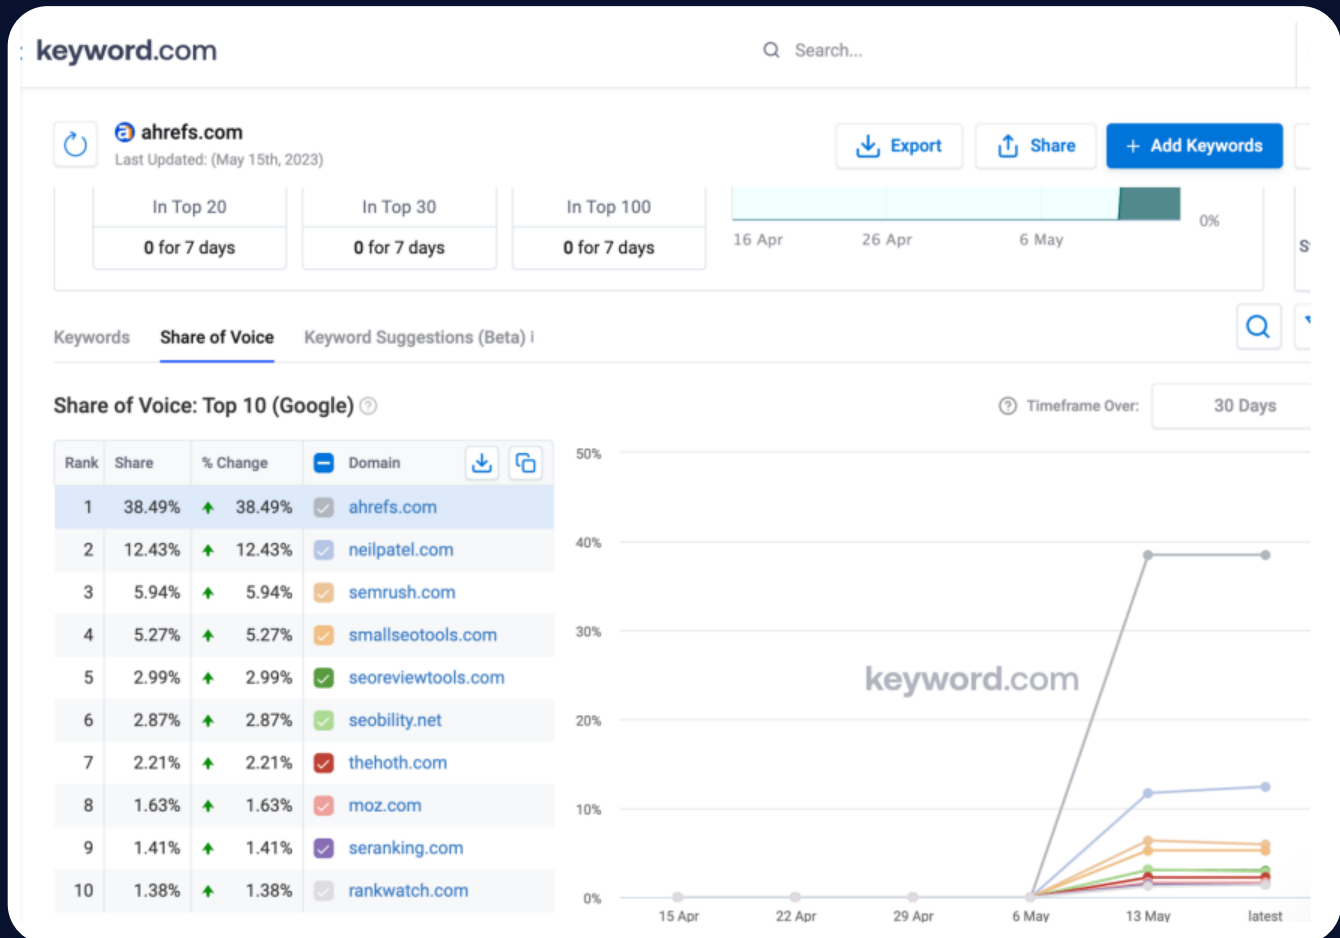 keyword.com
Search...
ahrefs.com
Last Updated: (May 15th, 2023)
Export
Share
+ Add Keywords
In Top 20
In Top 30
In Top 100
0 for 7 days
0 for 7 days
0 for 7 days
0%
16 Apr
26 Apr
6 May
Keywords
Share of Voice
Keyword Suggestions (Beta) i
Share of Voice: Top 10 (Google)
Timeframe Over:
30 Days
Rank Share % Change Domain
1 38.49% 38.49% ahrefs.com
2 12.43% 12.43% neilpatel.com
3 5.94% 5.94% semrush.com
4 5.27% 5.27% smallseotools.com
5 2.99% 2.99% seoreviewtools.com
6 2.87% 2.87% seobility.net
7 2.21% 2.21% thehoth.com
8 1.63% 1.63% moz.com
9 1.41% 1.41% seranking.com
10 1.38% 1.38% rankwatch.com
50%
40%
30%
20%
10%
0%
keyword.com
15 Apr
22 Apr
29 Apr
6 May
13 May
latest